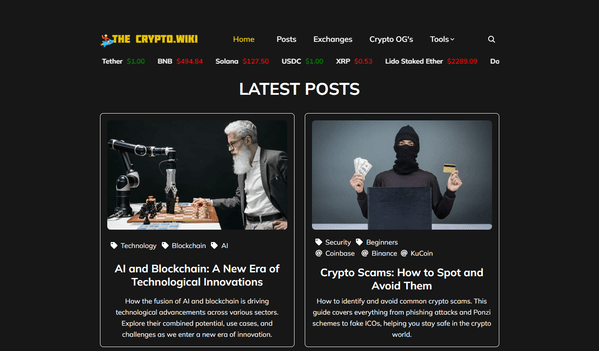 THE CRYPTO.WIKI
Home Posts Exchanges Crypto OG's Tools
Tether $1.00 BNB $494.84 Solana $127.50 USDC $1.00 XRP $0.53 Lido Staked Ether $2289.09 Do
LATEST POSTS
Technology Blockchain AI
AI and Blockchain: A New Era of
Technological Innovations
How the fusion of AI and blockchain is driving
technological advances across various sectors.
Explore their combined potential, use cases, and
challenges as we enter a new era of innovation.
Security Beginners
Coinbase Binance KuCoin
Crypto Scams: How to Spot and
Avoid Them
How to identify and avoid common crypto scams. This
guide covers everything from phishing attacks and Ponzi
schemes to fake ICOs, helping you stay safe in the crypto
world.